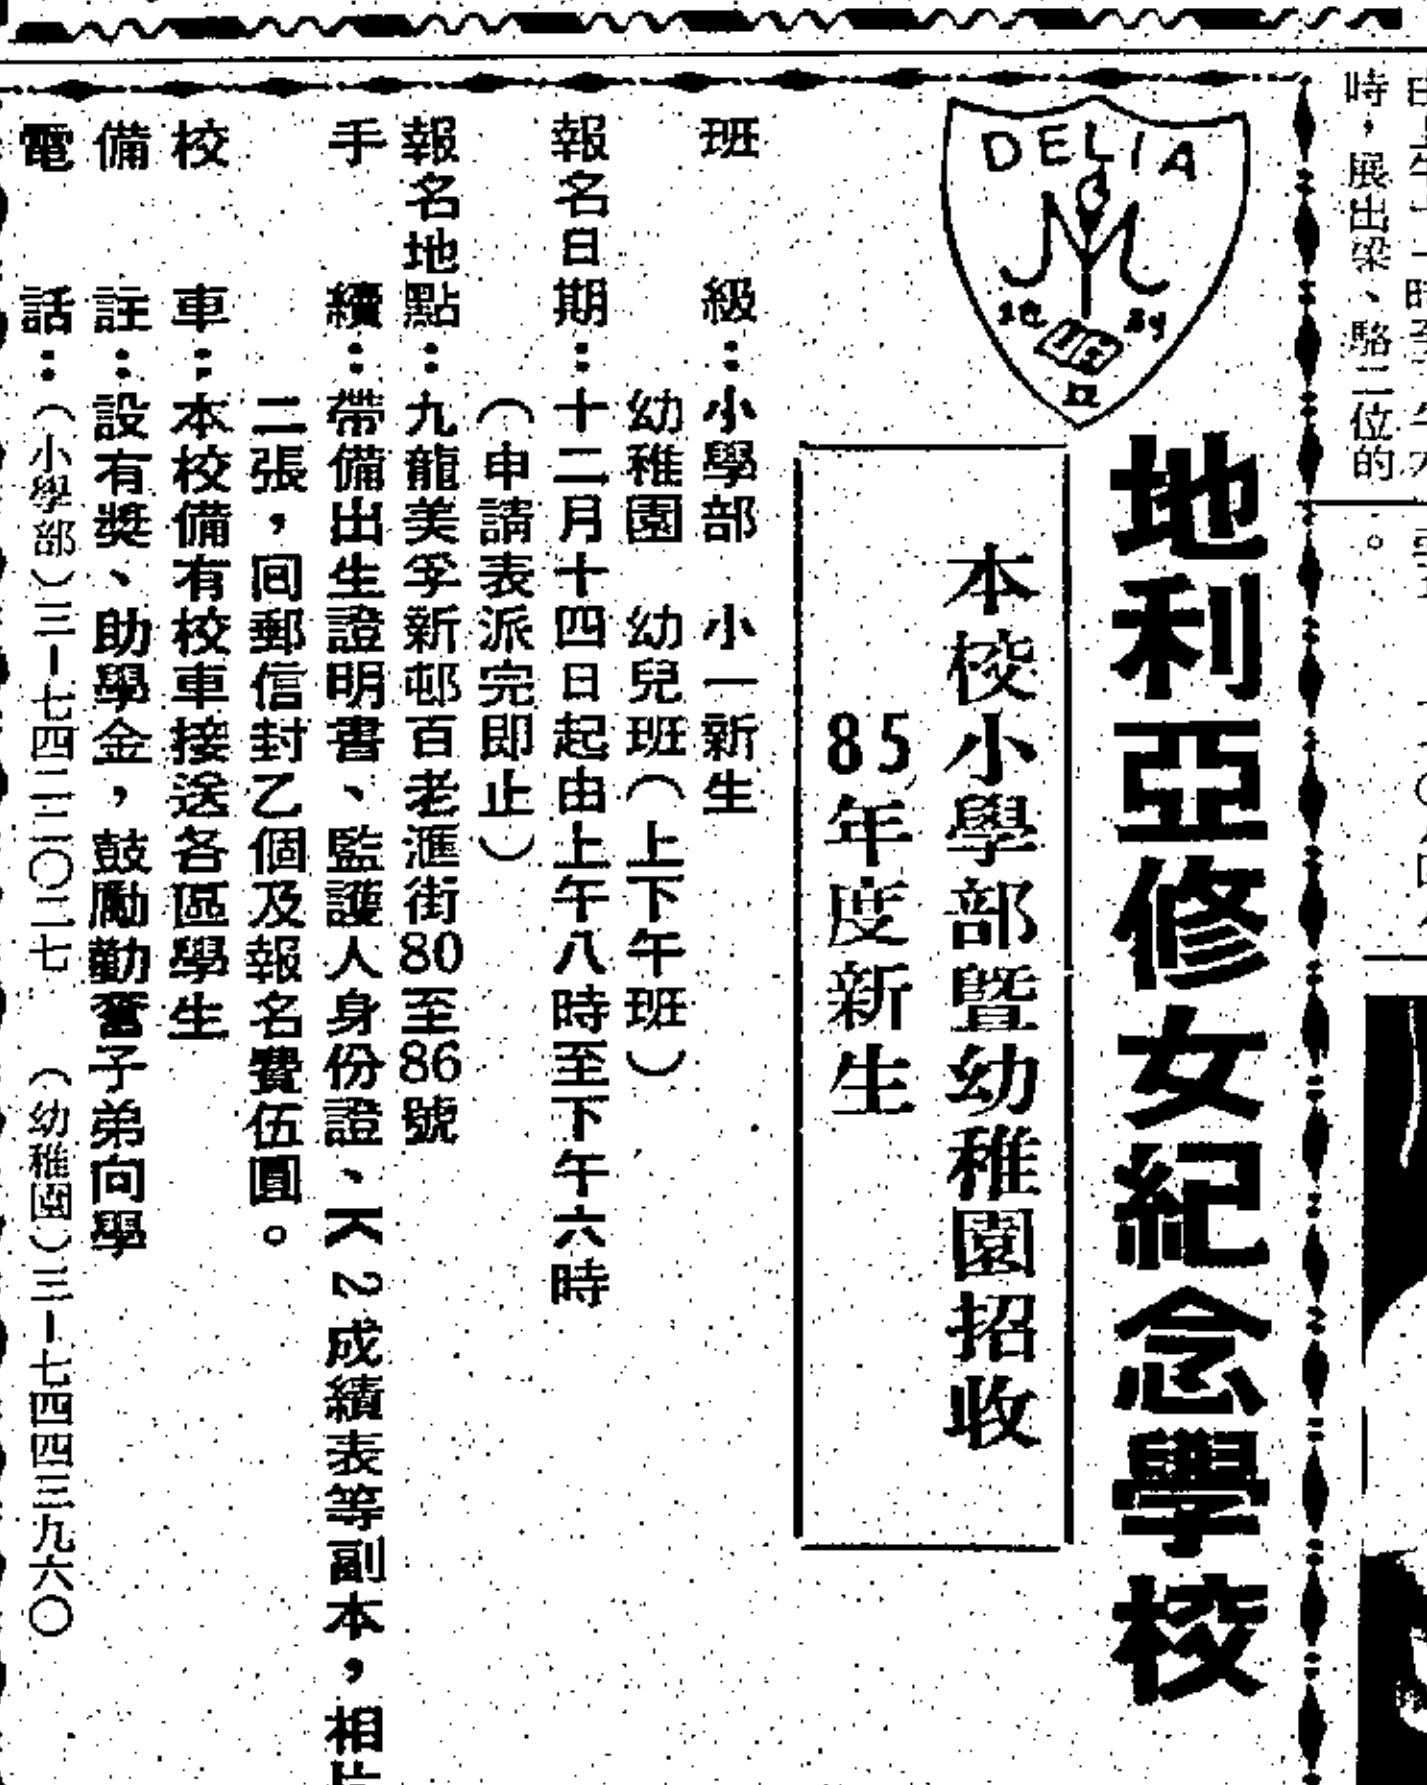 時，展出梁、駱二位的
。
DELIA
地利亞修女紀念學校
本校小學部暨幼稚園招收
85年度新生
班級：小學部　小一新生
幼稚園　幼兒班（上下午班）
報名日期：十二月十四日起由上午八時至下午六時
（申請表派完即止）
報名地點：九龍美孚新邨百老滙街80至86號
手續：帶備出生證明書、監護人身份證、K2成績表等副本，相片
二張，回郵信封乙個及報名費伍圓。
校車：本校備有校車接送各區學生
備註：設有獎、助學金，鼓勵勤奮子弟向學
電話：（小學部）三－七四二二〇二七　（幼稚園）三－七四四三九六〇